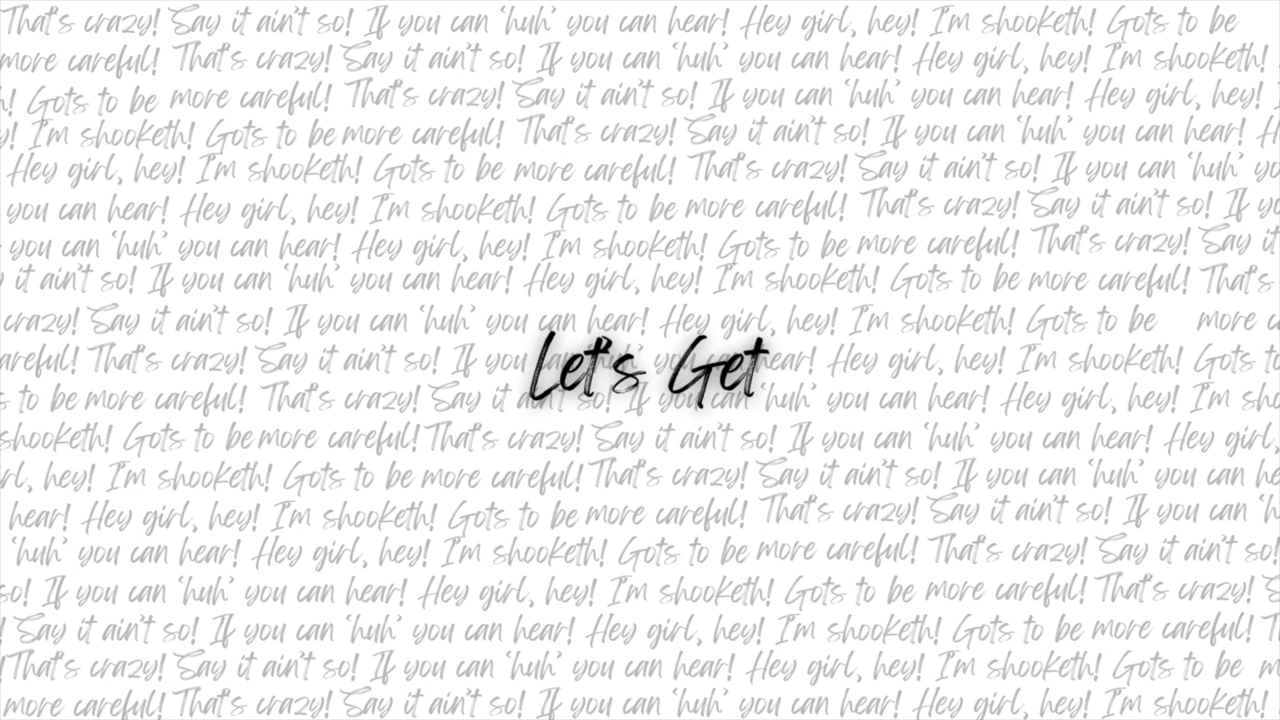 That's crazy! Say it ain't so! If you can 'huh' you can hear! Hey girl, hey! I'm shooketh! Gots to be
more careful! That's crazy! Say it ain't so! If you can 'huh' you can hear! Hey girl, hey! I'm shooketh!
! Gots to be more careful! That's crazy! Say it ain't so! If you can 'huh' you can hear! Hey girl, hey!
! I'm shooketh! Gots to be more careful! That's crazy! Say it ain't so! If you can 'huh' you can hear!
Hey girl, hey! I'm shooketh! Gots to be more careful! That's crazy! Say it ain't so! If you can 'huh'
you can hear! Hey girl, hey! I'm shooketh! Gots to be more careful! That's crazy! Say it ain't so! If
you can 'huh' you can hear! Hey girl, hey! I'm shooketh! Gots to be more careful! That's crazy! Say it
it ain't so! If you can 'huh' you can hear! Hey girl, hey! I'm shooketh! Gots to be more careful! That's
crazy! Say it ain't so! If you can 'huh' you can hear! Hey girl, hey! I'm shooketh! Gots to be more
areful! That's crazy! Say it ain't so! If you can 'huh' you can hear! Hey girl, hey! I'm shooketh! Gots
Let's Get
to be more careful! That's crazy! Say it ain't so! If you can 'huh' you can hear! Hey girl, hey! I'm
shooketh! Gots to be more careful! That's crazy! Say it ain't so! If you can 'huh' you can hear! Hey girl,
rl, hey! I'm shooketh! Gots to be more careful! That's crazy! Say it ain't so! If you can 'huh' you can
hear! Hey girl, hey! I'm shooketh! Gots to be more careful! That's crazy! Say it ain't so! If you can
'huh' you can hear! Hey girl, hey! I'm shooketh! Gots to be more careful! That's crazy! Say it ain't so!
so! If you can 'huh' you can hear! Hey girl, hey! I'm shooketh! Gots to be more careful! That's crazy!
! Say it ain't so! If you can 'huh' you can hear! Hey girl, hey! I'm shooketh! Gots to be more careful!
! That's crazy! Say it ain't so! If you can 'huh' you can hear! Hey girl, hey! I'm shooketh! Gots to be
more careful! That's crazy! Say it ain't so! If you can 'huh' you can hear! Hey girl, hey! I'm shooketh!